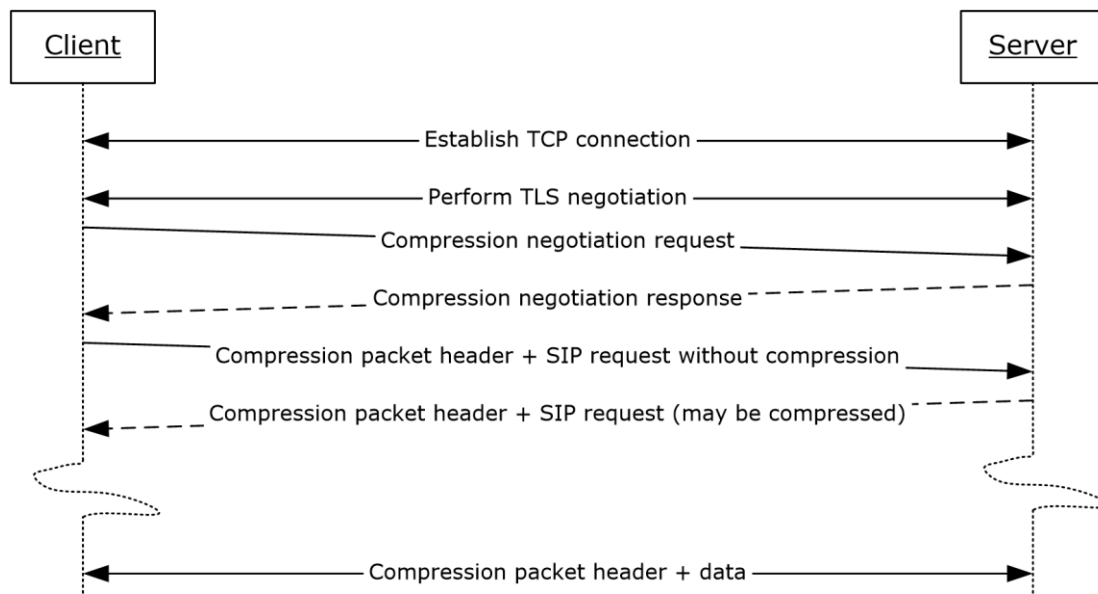 Client
Server
Establish TCP connection
Perform TLS negotiation
Compression negotiation request
Compression negotiation response
Compression packet header + SIP request without compression
Compression packet header + SIP request (may be compressed)
Compression packet header + data